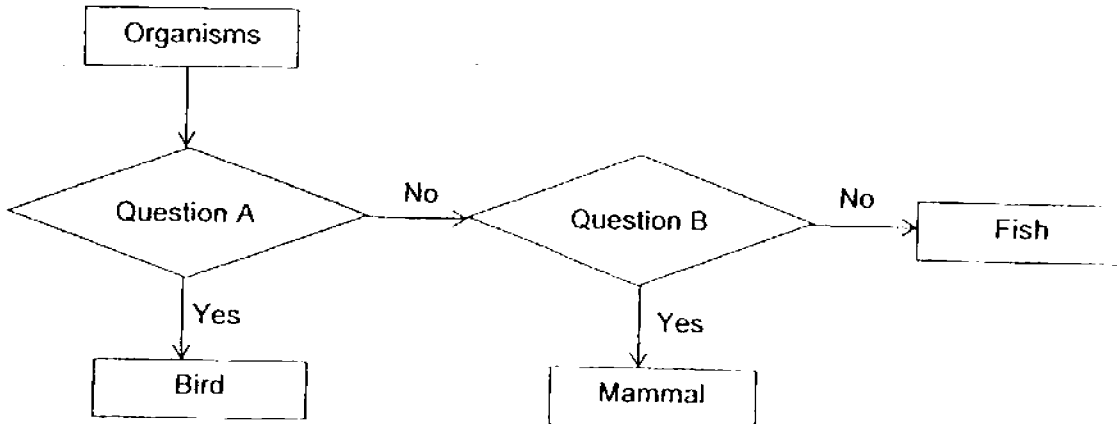 Organisms
Question A
No
Question B
No
Fish
Yes
Bird
Yes
Mammal